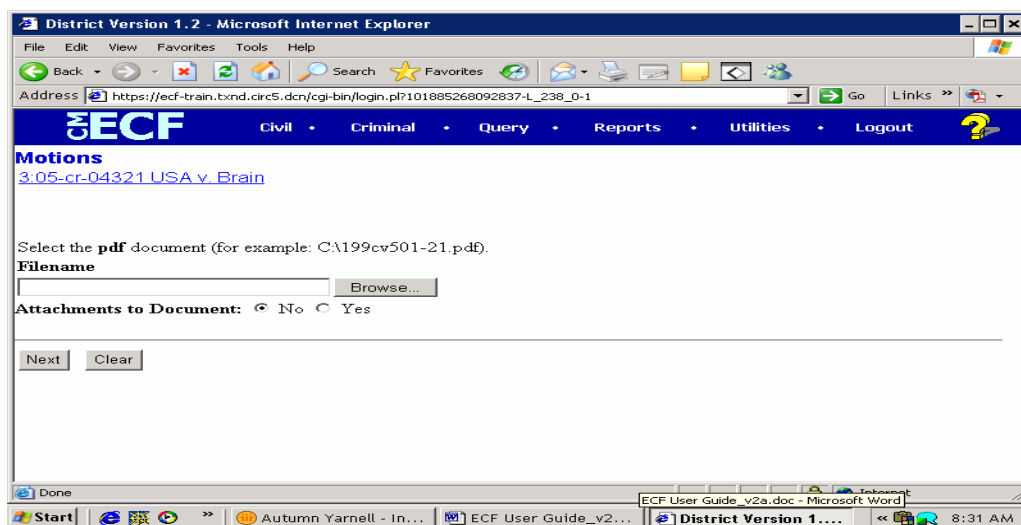 District Version 1.2 - Microsoft Internet Explorer
File Edit View Favorites Tools Help
Back Search Favorites
Address https://ecf-train.txnd.circ5.dcn/cgi-bin/login.pl?101885268092837-L_238_0-1 Go Links »
CM ECF Civil • Criminal • Query • Reports • Utilities • Logout ?
Motions
3:05-cr-04321 USA v. Brain
Select the pdf document (for example: C:\199cv501-21.pdf).
Filename
Browse...
Attachments to Document: No Yes
Next Clear
Done Internet
ECF User Guide_v2a.doc - Microsoft Word
Start » Autumn Yarnell - In... ECF User Guide_v2... District Version 1.... « 8:31 AM